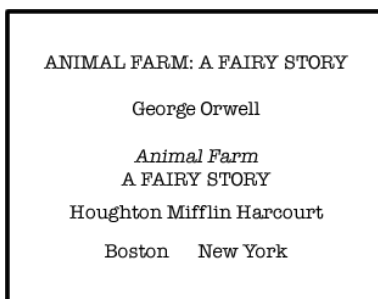 ANIMAL FARM: A FAIRY STORY
George Orwell
Animal Farm
A FAIRY STORY
Houghton Mifflin Harcourt
Boston New York